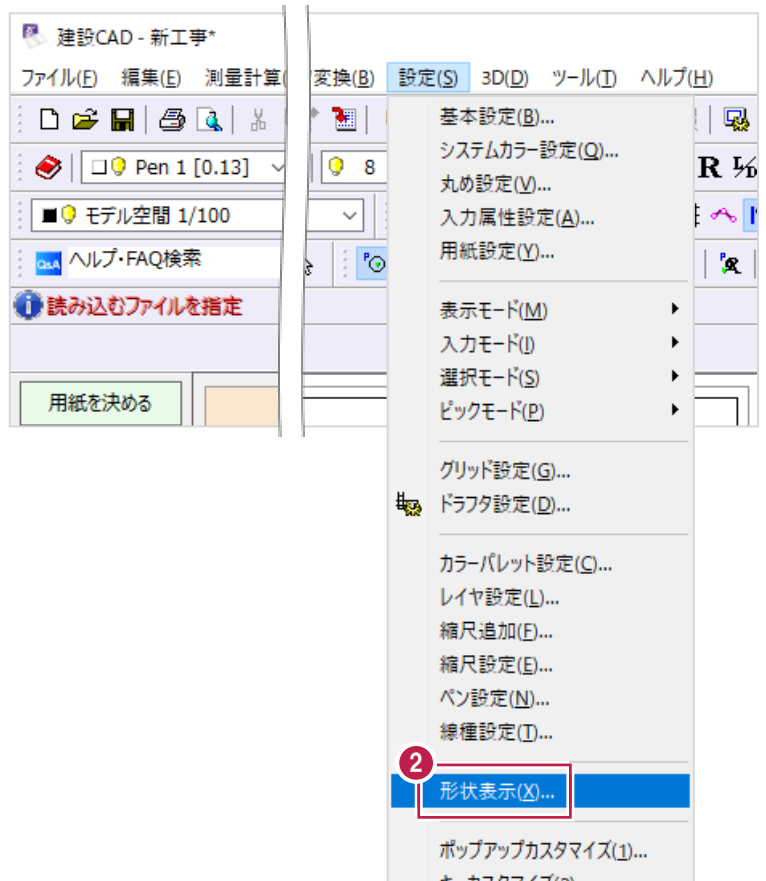 建設CAD - 新工事*
ファイル(F) 編集(E) 測量計算( 変換(B) 設定(S) 3D(D) ツール(T) ヘルプ(H)
Pen 1 [0.13] 8 R
モデル空間 1/100
Q&A ヘルプ・FAQ検索
読み込むファイルを指定
用紙を決める
基本設定(B)...
システムカラー設定(Q)...
丸め設定(V)...
入力属性設定(A)...
用紙設定(Y)...
表示モード(M)
入力モード(I)
選択モード(S)
ピックモード(P)
グリッド設定(G)...
ドラフタ設定(D)...
カラーパレット設定(C)...
レイヤ設定(L)...
縮尺追加(F)...
縮尺設定(E)...
ペン設定(N)...
線種設定(T)...
2
形状表示(X)...
ポップアップカスタマイズ(1)...